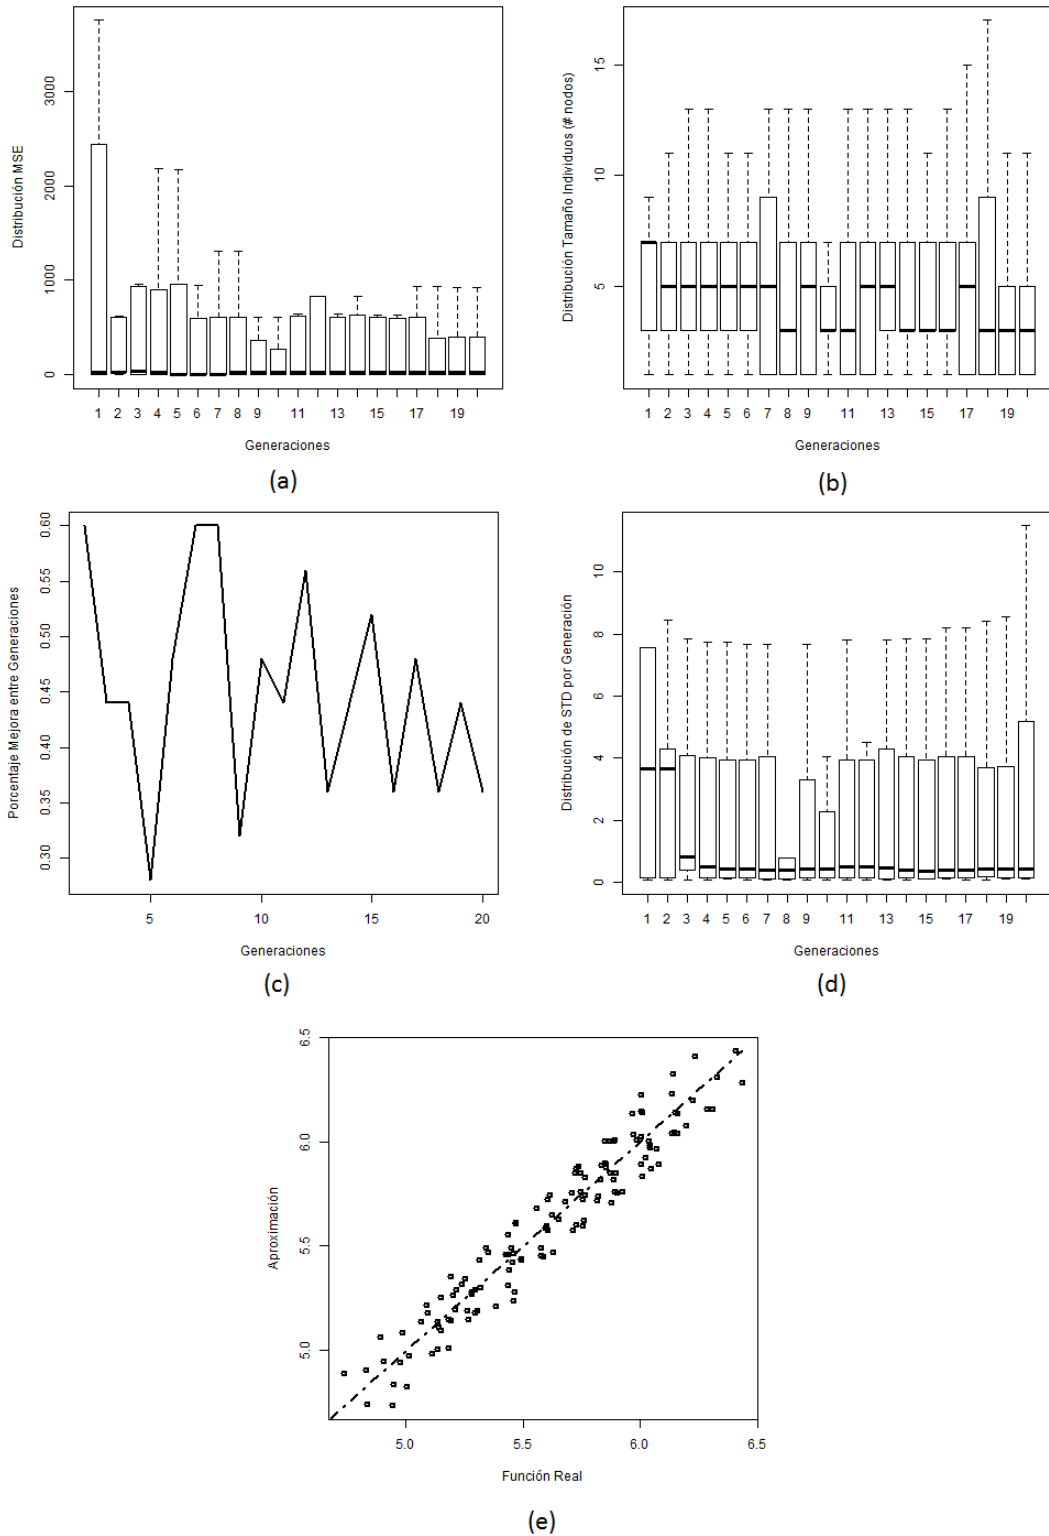 Distribución MSE
3000
2000
1000
0
1 2 3 4 5 6 7 8 9 11 13 15 17 19
Generaciones
(a)
Distribución Tamaño Individuos (# nodos)
15
10
5
1 2 3 4 5 6 7 8 9 11 13 15 17 19
Generaciones
(b)
Porcentaje Mejora entre Generaciones
0.60
0.55
0.50
0.45
0.40
0.35
0.30
5 10 15 20
Generaciones
(c)
Distribución de STD por Generación
10
8
6
4
2
0
1 2 3 4 5 6 7 8 9 11 13 15 17 19
Generaciones
(d)
Aproximación
6.5
6.0
5.5
5.0
5.0 5.5 6.0 6.5
Función Real
(e)